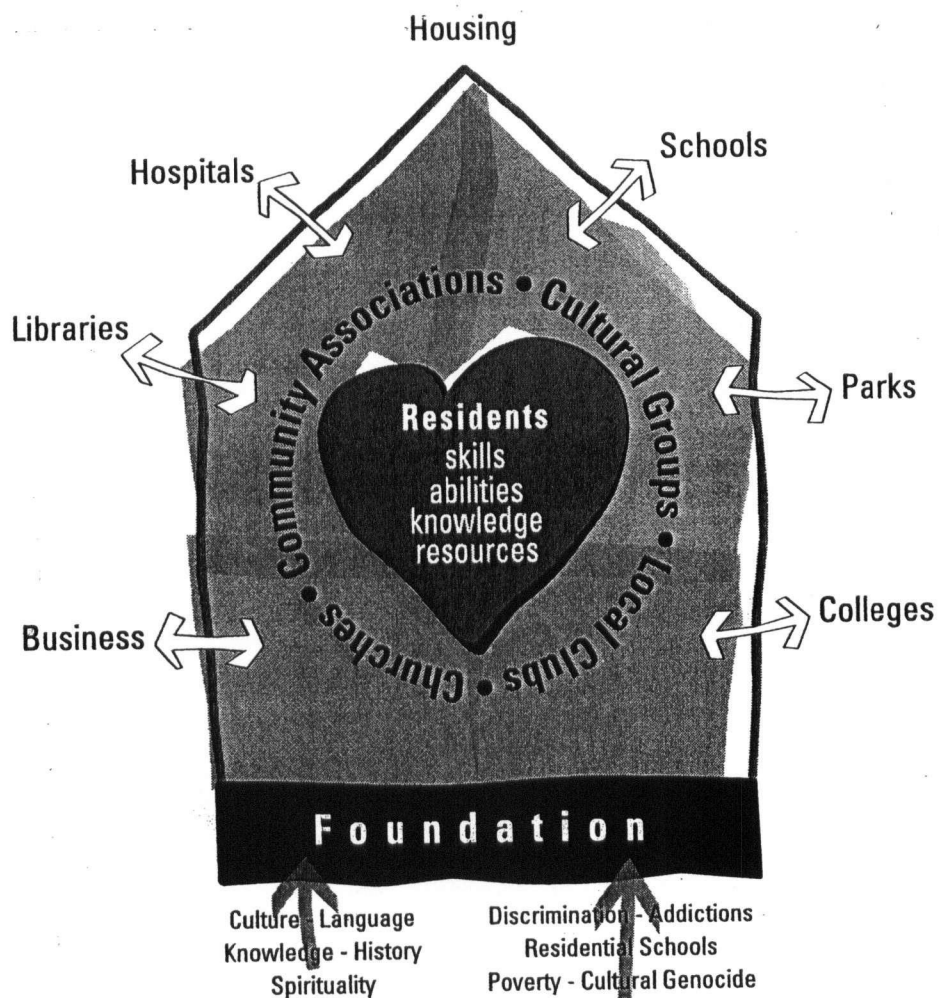 Housing
Hospitals
Schools
Libraries
Parks
Business
Colleges
Churches • Community Associations • Cultural Groups • Local Clubs •
Residents
skills
abilities
knowledge
resources
Foundation
Culture - Language
Knowledge - History
Spirituality
Discrimination - Addictions
Residential Schools
Poverty - Cultural Genocide